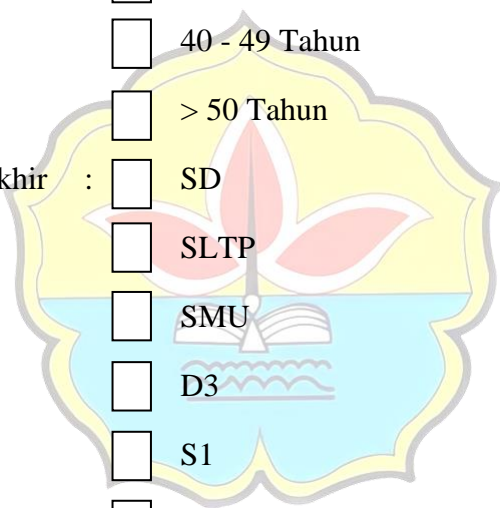 40 - 49 Tahun
> 50 Tahun
khir : SD
SLTP
SMU
D3
S1